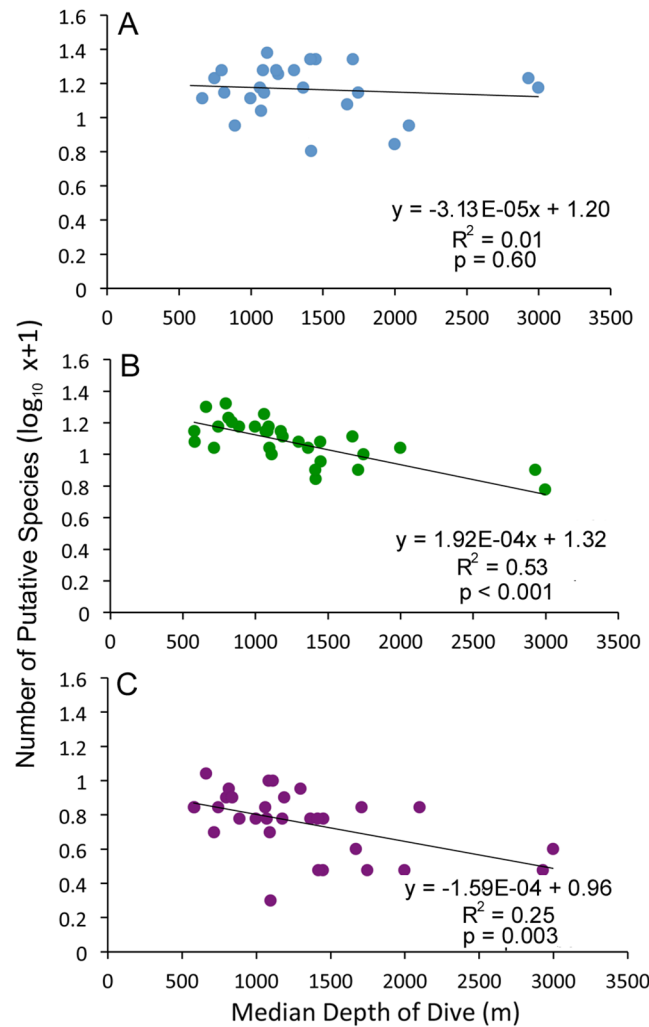 Number of Putative Species (log₁₀ x+1)
A
1.6
1.4
1.2
1
0.8
0.6
0.4
0.2
0
y = -3.13E-05x + 1.20
R² = 0.01
p = 0.60
0 500 1000 1500 2000 2500 3000 3500
B
1.6
1.4
1.2
1
0.8
0.6
0.4
0.2
0
y = 1.92E-04x + 1.32
R² = 0.53
p < 0.001
0 500 1000 1500 2000 2500 3000 3500
C
1.6
1.4
1.2
1
0.8
0.6
0.4
0.2
0
y = -1.59E-04 + 0.96
R² = 0.25
p = 0.003
0 500 1000 1500 2000 2500 3000 3500
Median Depth of Dive (m)